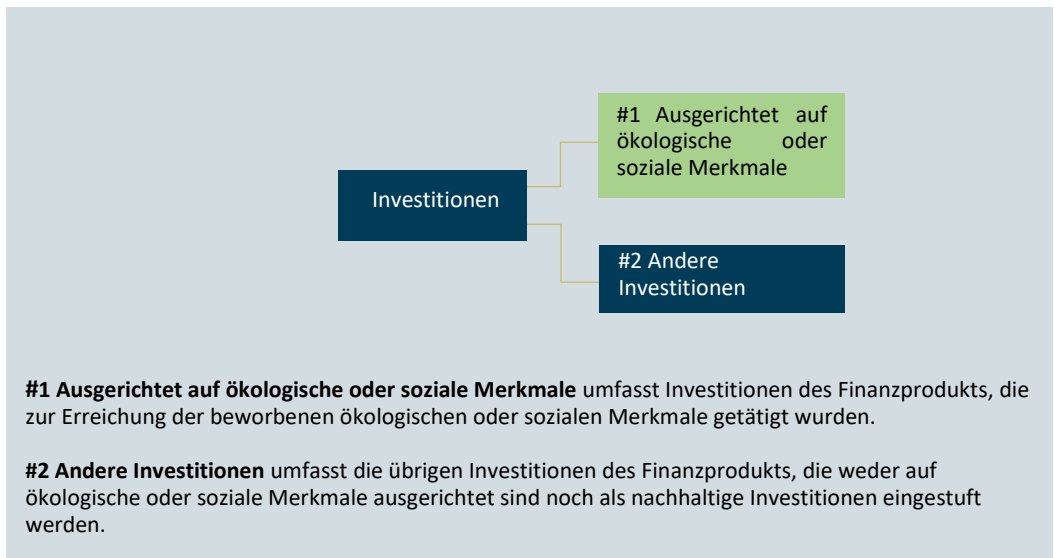 #1 Ausgerichtet auf
ökologische oder
soziale Merkmale
Investitionen
#2 Andere
Investitionen
#1 Ausgerichtet auf ökologische oder soziale Merkmale umfasst Investitionen des Finanzprodukts, die
zur Erreichung der beworbenen ökologischen oder sozialen Merkmale getätigt wurden.
#2 Andere Investitionen umfasst die übrigen Investitionen des Finanzprodukts, die weder auf
ökologische oder soziale Merkmale ausgerichtet sind noch als nachhaltige Investitionen eingestuft
werden.